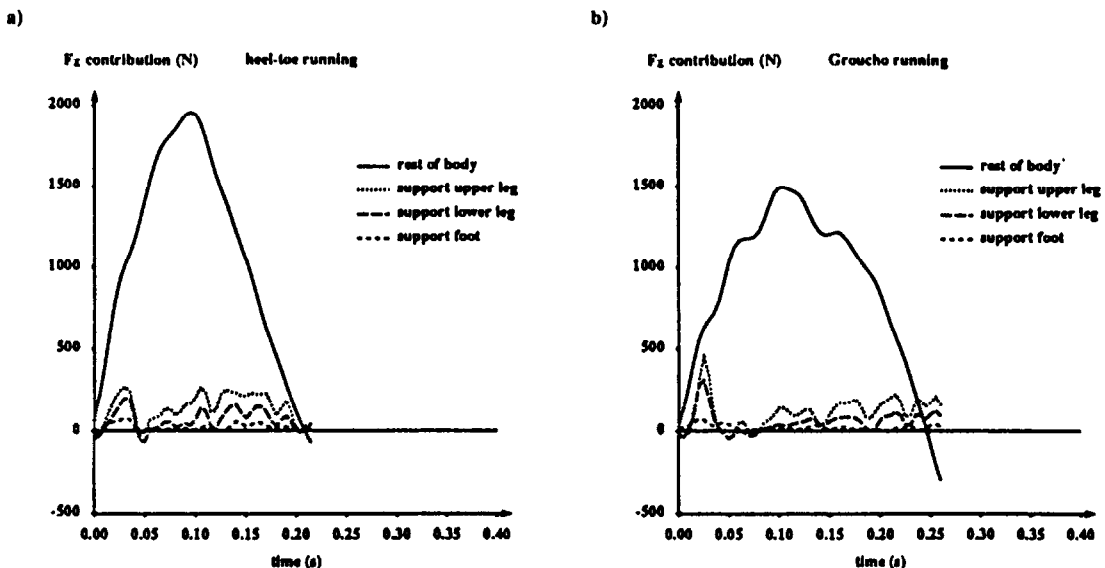 a)
F_z contribution (N) heel-toe running
2000
1500
1000
500
0
-500
rest of body
support upper leg
support lower leg
support foot
0.00 0.05 0.10 0.15 0.20 0.25 0.30 0.35 0.40
time (s)
b)
F_z contribution (N) Groucho running
2000
1500
1000
500
0
-500
rest of body
support upper leg
support lower leg
support foot
0.00 0.05 0.10 0.15 0.20 0.25 0.30 0.35 0.40
time (s)